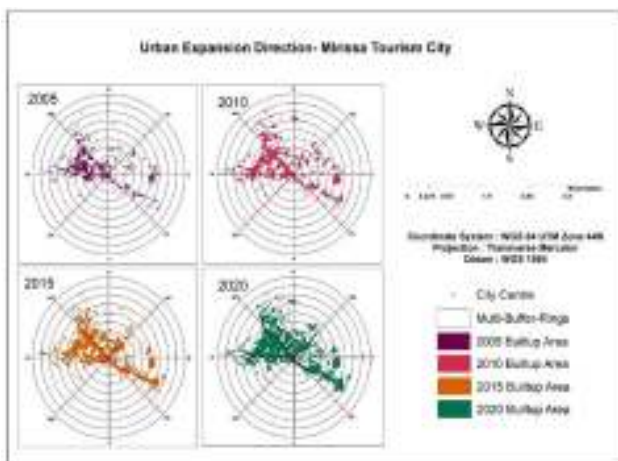 Urban Expansion Direction- Mirissa Tourism City
2005
2010
N
W E
S
Coordinate System : WGS 84 UTM Zone 44N
Projection : Transverse Mercator
Datum : WGS 1984
2015
2020
City Centre
Multi-Buffer-Rings
2005 Builtup Area
2010 Builtup Area
2015 Builtup Area
2020 Builtup Area